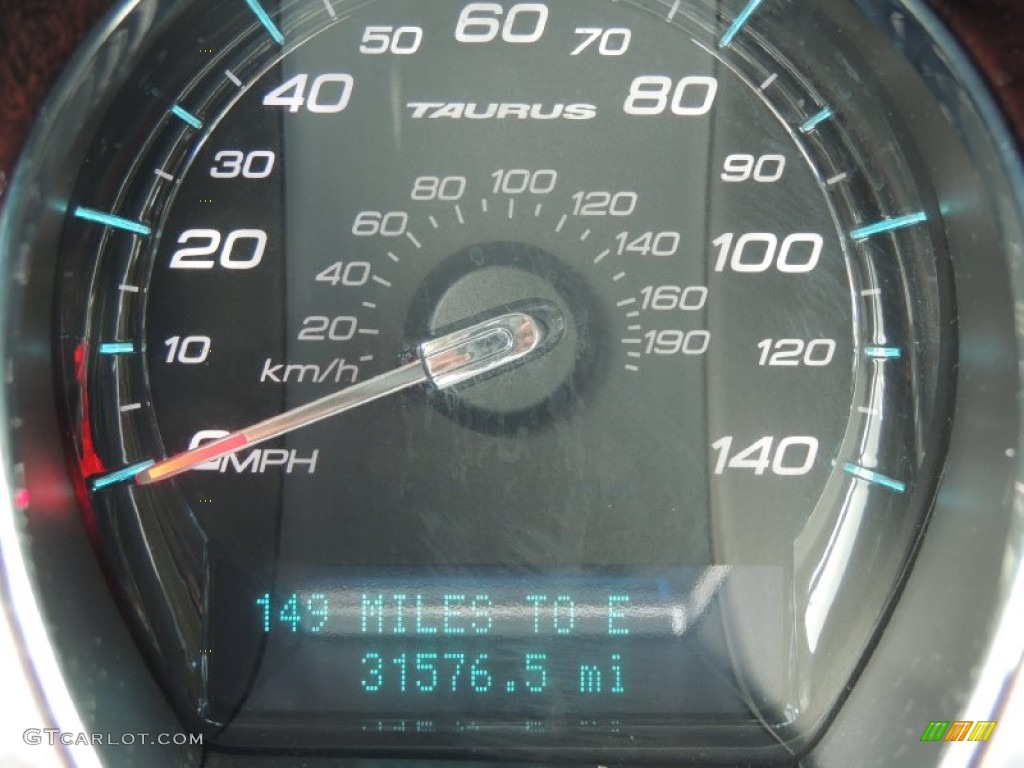 60
50 70
40 80
TAURUS
30 90
80 100 120
60 140
20 100
40 160
20 190
10 120
km/h
0 MPH 140
149 MILES TO E
31576.5 mi
GTCARLOT.COM